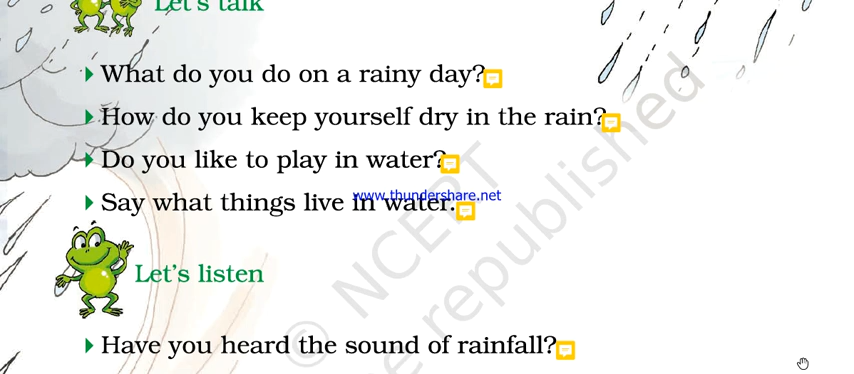 Let's talk
What do you do on a rainy day?
How do you keep yourself dry in the rain?
Do you like to play in water?
Say what things live in water.
www.thundershare.net
Let's listen
Have you heard the sound of rainfall?
© NCERT
be republished